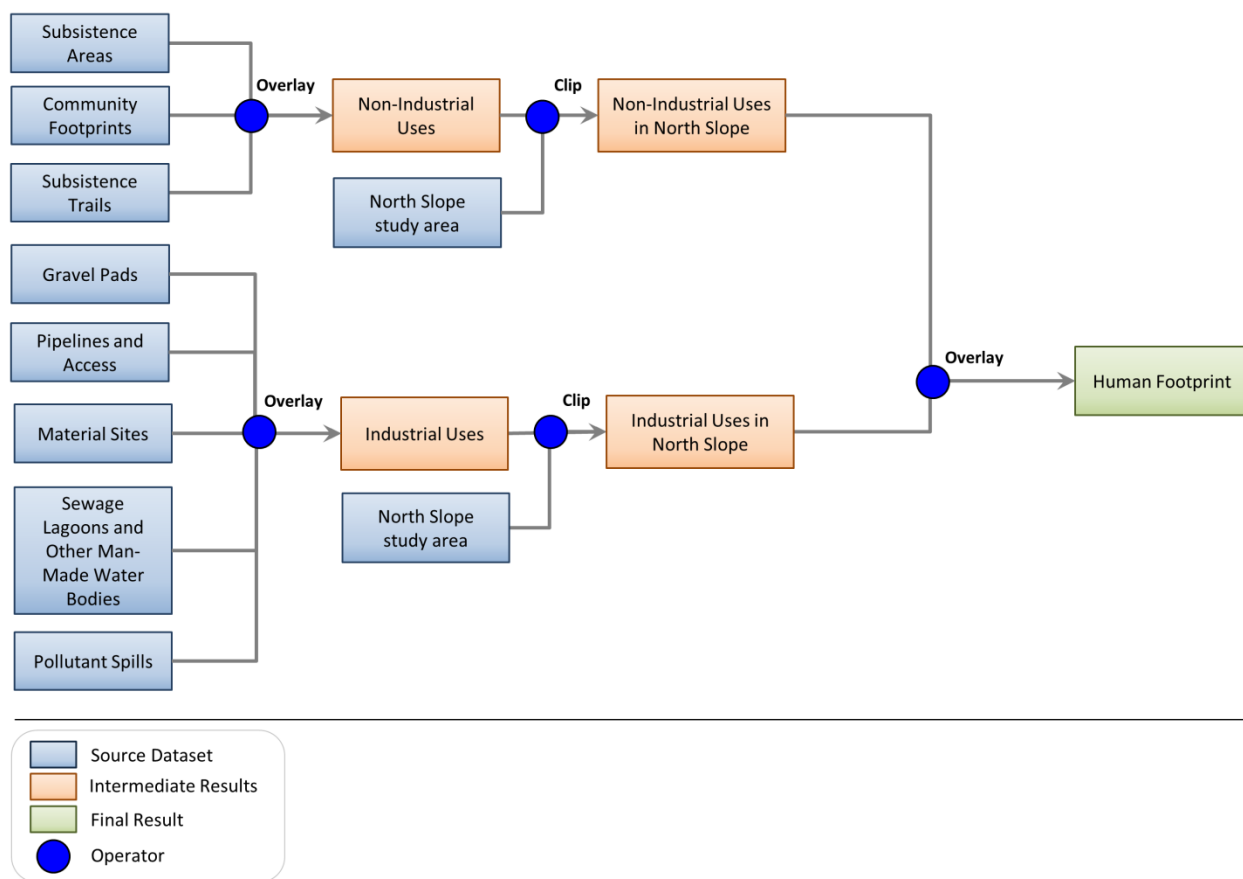 Subsistence
Areas
Community
Footprints
Subsistence
Trails
Overlay
Non-Industrial
Uses
Clip
Non-Industrial Uses
in North Slope
North Slope
study area
Gravel Pads
Pipelines and
Access
Material Sites
Sewage
Lagoons and
Other Man-
Made Water
Bodies
Pollutant Spills
Overlay
Industrial Uses
Clip
Industrial Uses in
North Slope
North Slope
study area
Overlay
Human Footprint
Source Dataset
Intermediate Results
Final Result
Operator